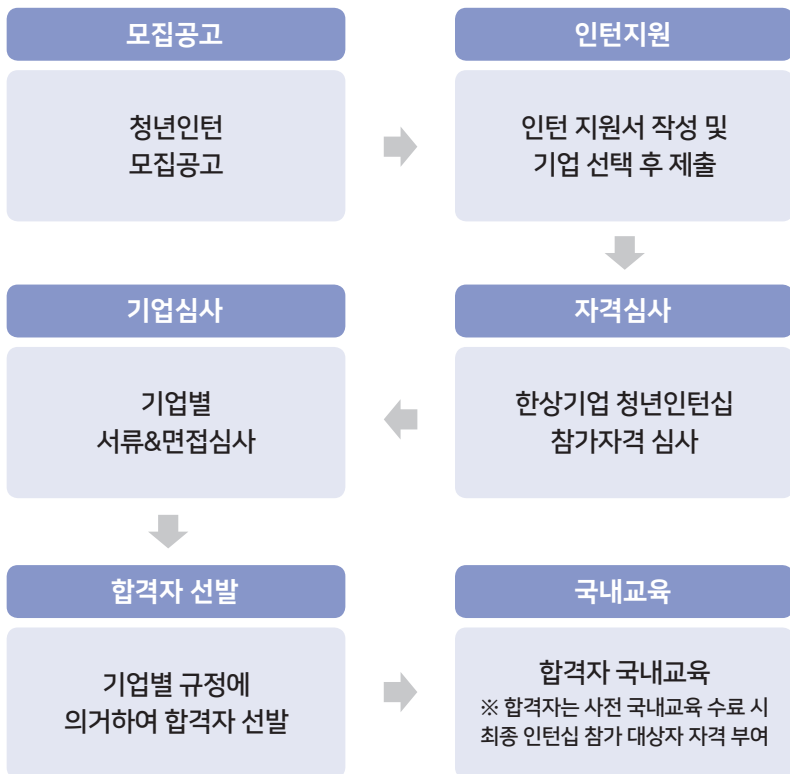 모집공고
청년인턴
모집공고
인턴지원
인턴 지원서 작성 및
기업 선택 후 제출
자격심사
한상기업 청년인턴십
참가자격 심사
기업심사
기업별
서류&면접심사
합격자 선발
기업별 규정에
의거하여 합격자 선발
국내교육
합격자 국내교육
※ 합격자는 사전 국내교육 수료 시
최종 인턴십 참가 대상자 자격 부여